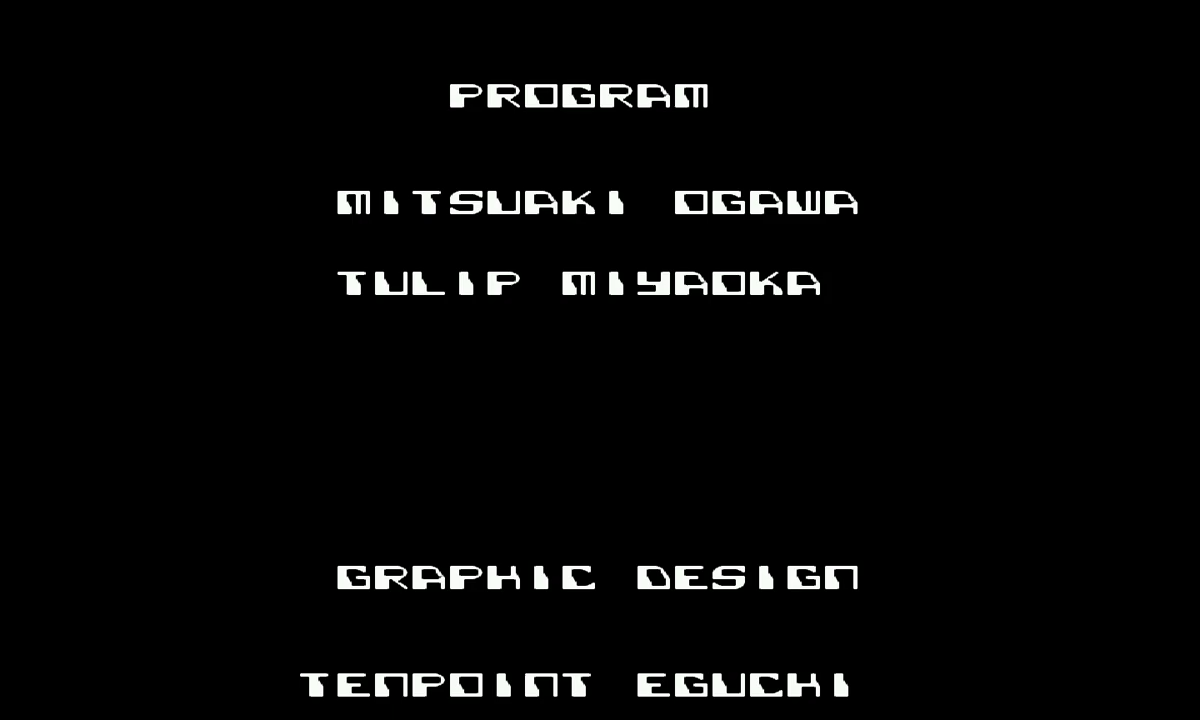 PROGRAM
MITSUAKI OGAWA
TULIP MIYAOKA
GRAPHIC DESIGN
TENPOINT EGUCHI